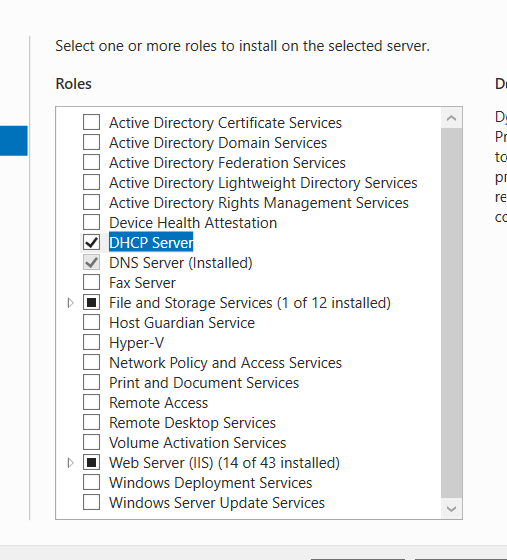 Select one or more roles to install on the selected server.
Roles
Active Directory Certificate Services
Active Directory Domain Services
Active Directory Federation Services
Active Directory Lightweight Directory Services
Active Directory Rights Management Services
Device Health Attestation
DHCP Server
DNS Server (Installed)
Fax Server
File and Storage Services (1 of 12 installed)
Host Guardian Service
Hyper-V
Network Policy and Access Services
Print and Document Services
Remote Access
Remote Desktop Services
Volume Activation Services
Web Server (IIS) (14 of 43 installed)
Windows Deployment Services
Windows Server Update Services